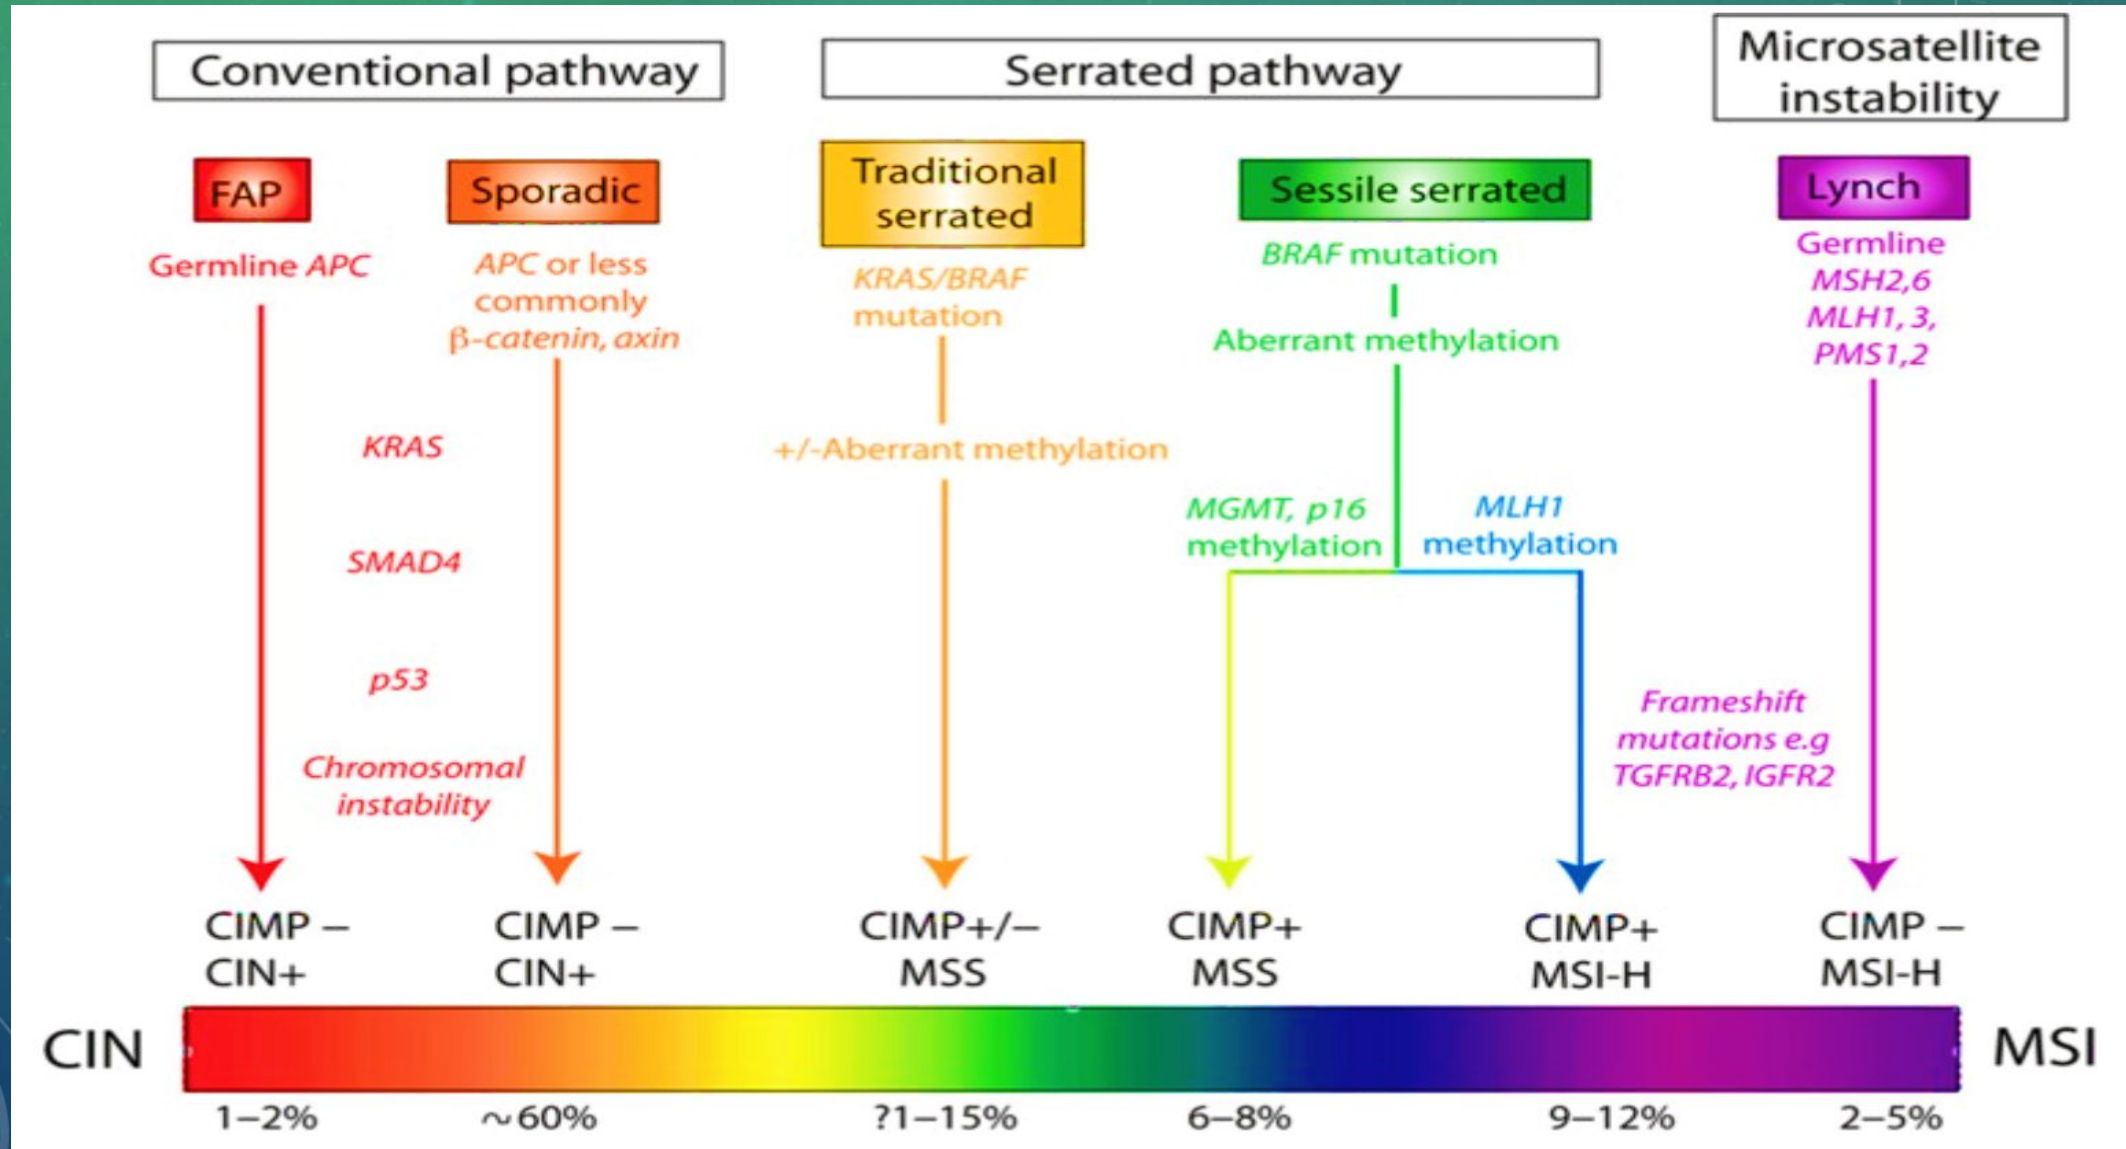 Conventional pathway
Serrated pathway
Microsatellite
instability
FAP
Germline APC
Sporadic
APC or less
commonly
β-catenin, axin
KRAS
SMAD4
p53
Chromosomal
instability
Traditional
serrated
KRAS/BRAF
mutation
+/-Aberrant methylation
Sessile serrated
BRAF mutation
Aberrant methylation
MGMT, p16
methylation
MLH1
methylation
Lynch
Germline
MSH2,6
MLH1, 3,
PMS1,2
Frameshift
mutations e.g
TGFRB2, IGFR2
CIMP –
CIN+
CIMP –
CIN+
CIMP+/–
MSS
CIMP+
MSS
CIMP+
MSI-H
CIMP –
MSI-H
CIN
MSI
1–2%
~60%
?1–15%
6–8%
9–12%
2–5%